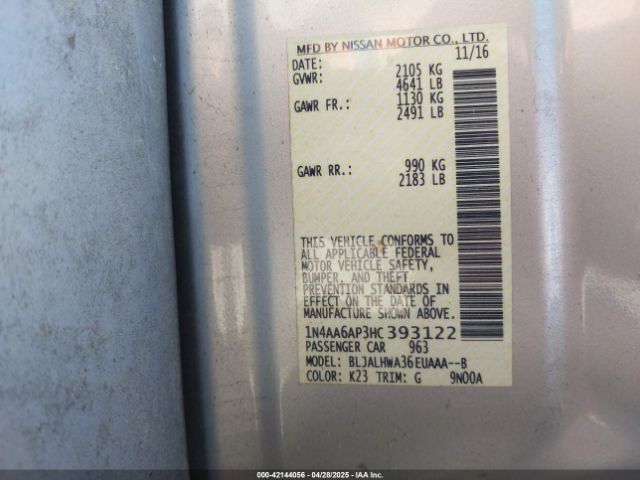 MFD BY NISSAN MOTOR CO., LTD.
DATE: 11/16
GVWR: 2105 KG
4641 LB
GAWR FR.: 1130 KG
2491 LB
GAWR RR.: 990 KG
2183 LB
THIS VEHICLE CONFORMS TO
ALL APPLICABLE FEDERAL
MOTOR VEHICLE SAFETY,
BUMPER, AND THEFT
PREVENTION STANDARDS IN
EFFECT ON THE DATE OF
MANUFACTURE SHOWN ABOVE.
1N4AA6AP3HC393122
PASSENGER CAR 963
MODEL: BLJALHWA36EUAAA--B
COLOR: K23 TRIM: G 9N00A
000-42144056 - 04/28/2025 - IAA Inc. Copyright